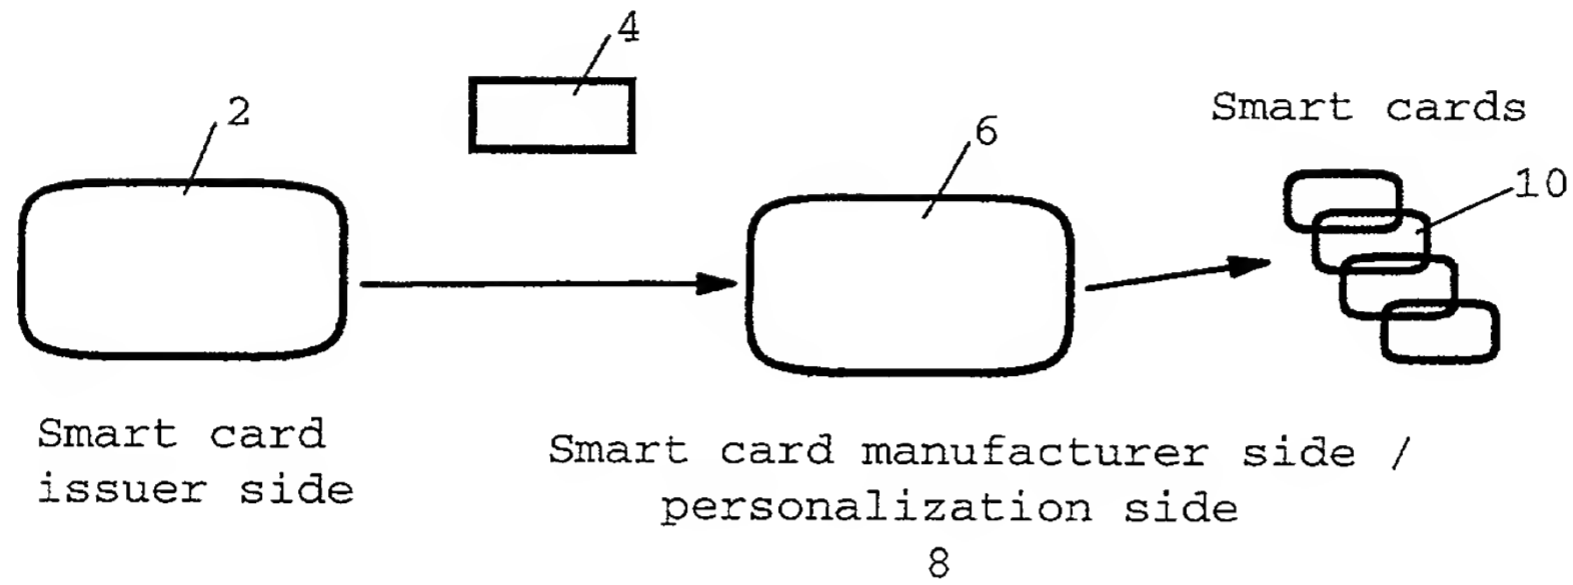 4
2
Smart cards
6
10
Smart card
issuer side
Smart card manufacturer side /
personalization side
8